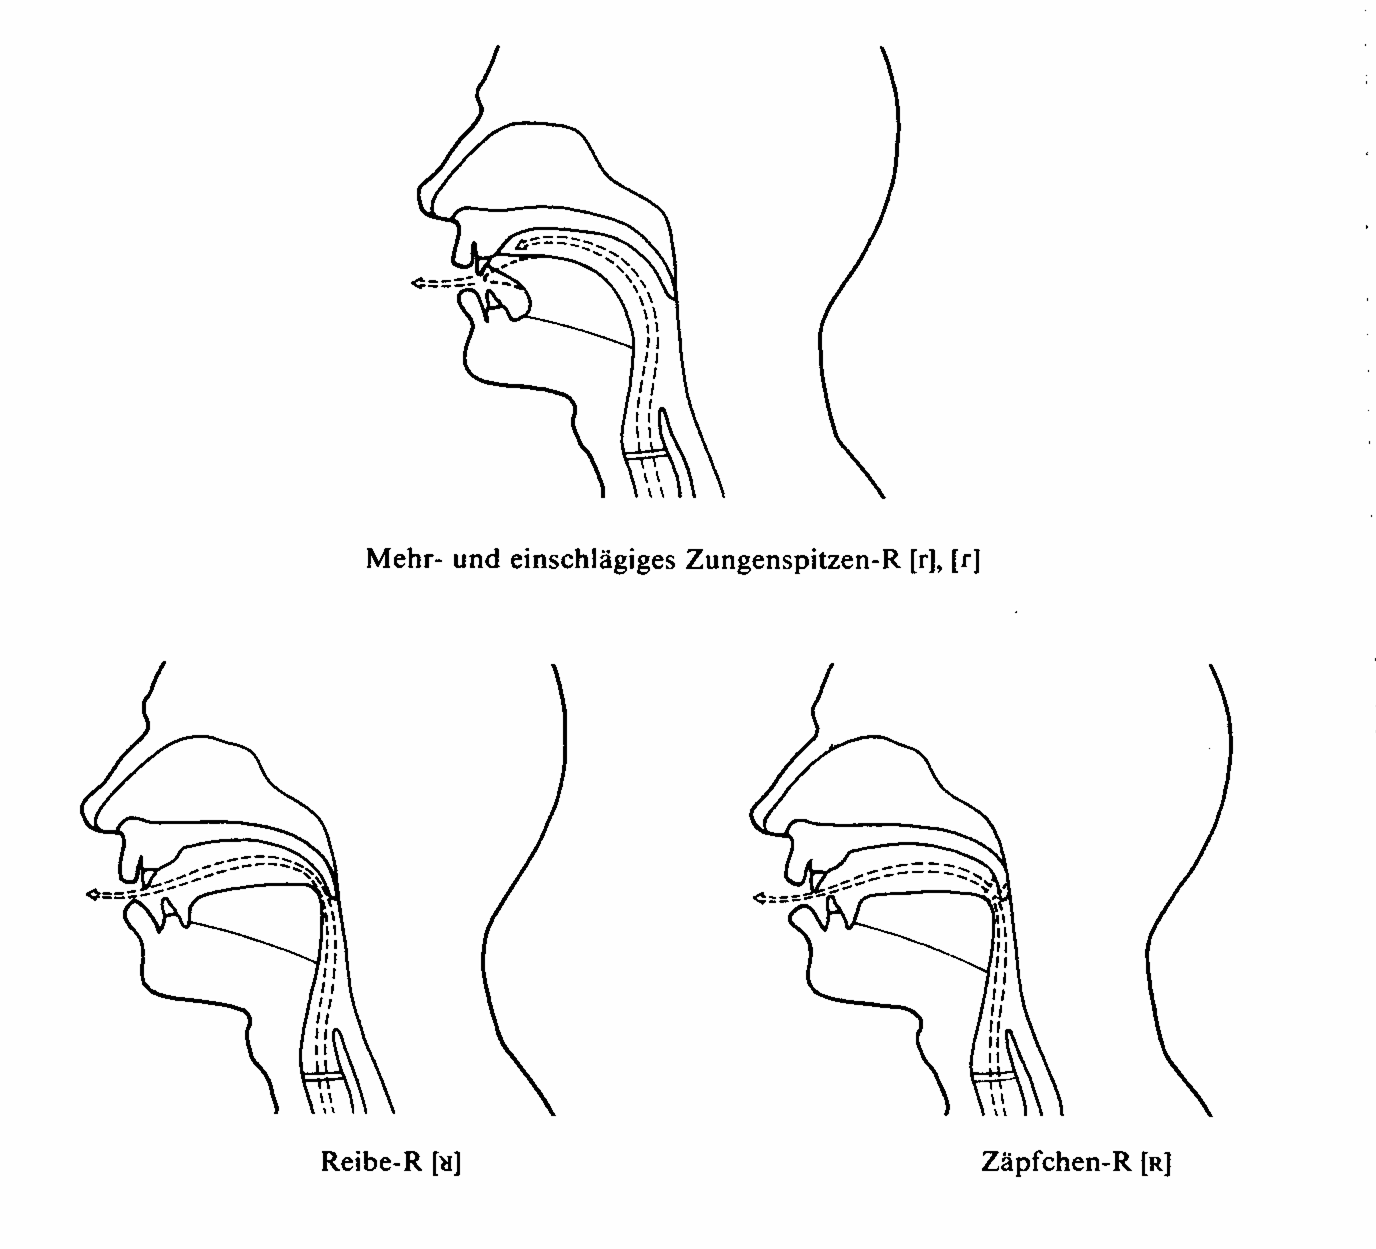 Mehr- und einschlägiges Zungenspitzen-R [r], [ɾ]
Reibe-R [ʁ]
Zäpfchen-R [ʀ]